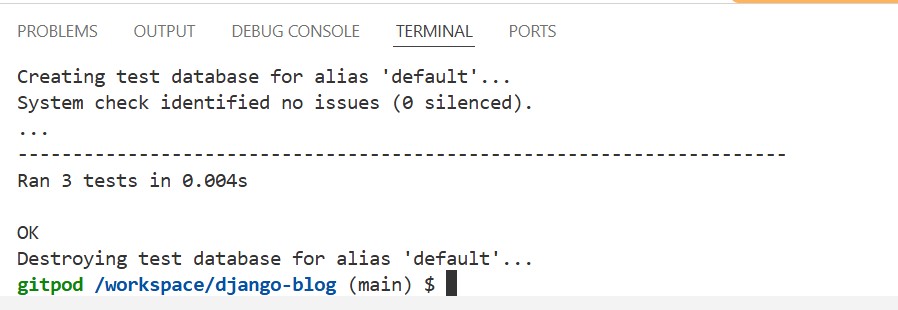 PROBLEMS OUTPUT DEBUG CONSOLE TERMINAL PORTS
Creating test database for alias 'default'...
System check identified no issues (0 silenced).
...
----------------------------------------------------------------------
Ran 3 tests in 0.004s
OK
Destroying test database for alias 'default'...
gitpod /workspace/django-blog (main) $